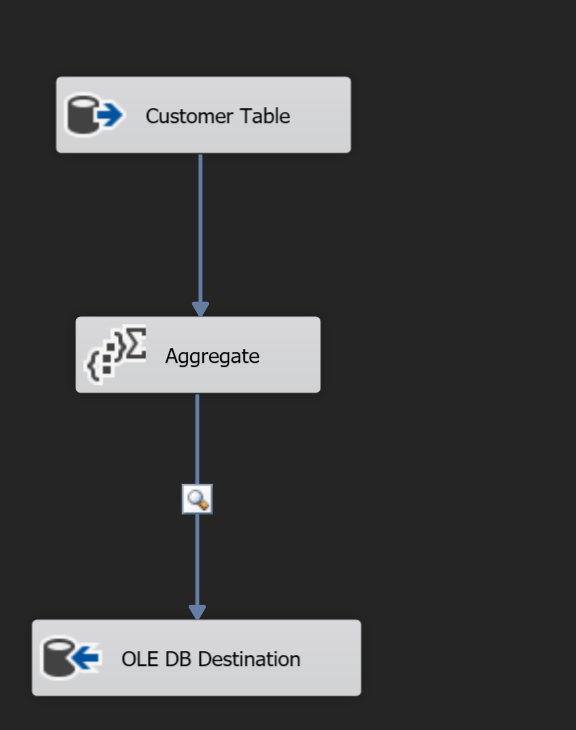 Customer Table
Aggregate
OLE DB Destination